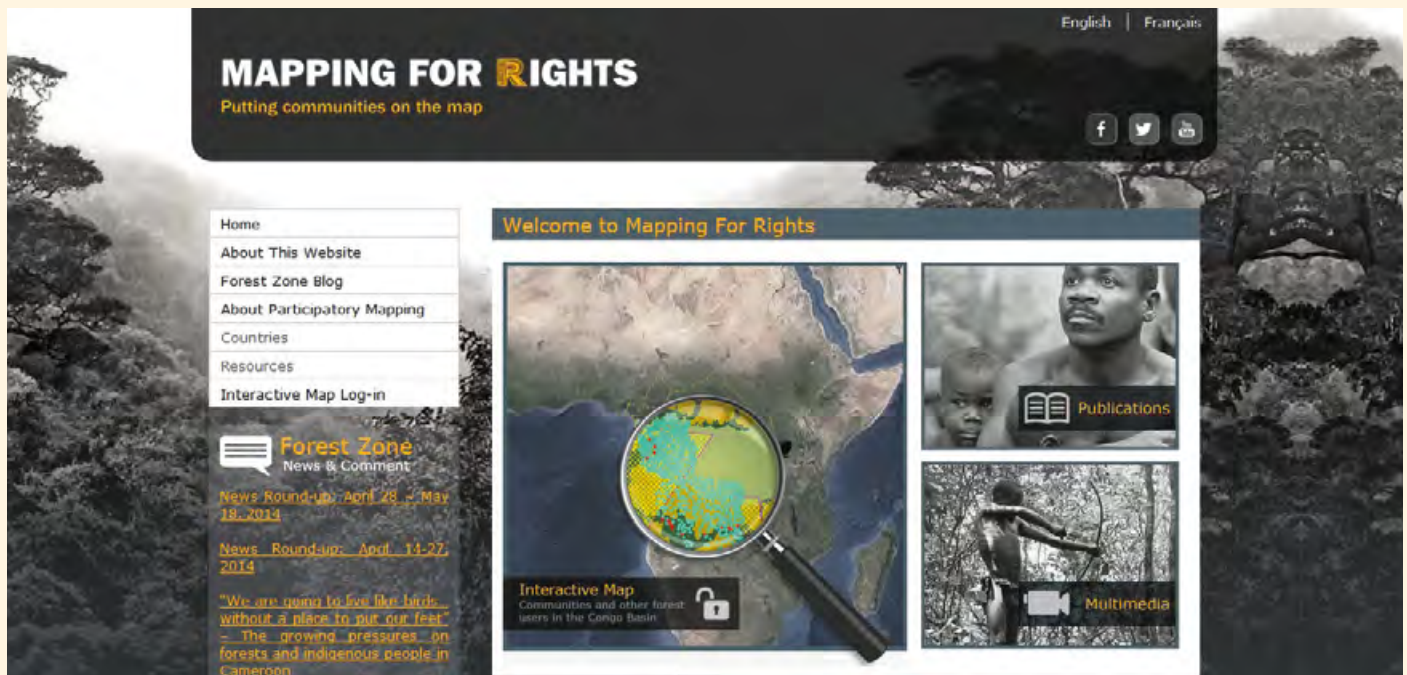 English | Français
MAPPING FOR RIGHTS
Putting communities on the map
Home
About This Website
Forest Zone Blog
About Participatory Mapping
Countries
Resources
Interactive Map Log-in
Forest Zone
News & Comment
News Round-up: April 28 – May
18, 2014
News Round-up: April 14-27,
2014
"We are going to live like birds...
without a place to put our feet"
– The growing pressures on
forests and indigenous people in
Cameroon
Welcome to Mapping For Rights
Interactive Map
Communities and other forest
users in the Congo Basin
Publications
Multimedia